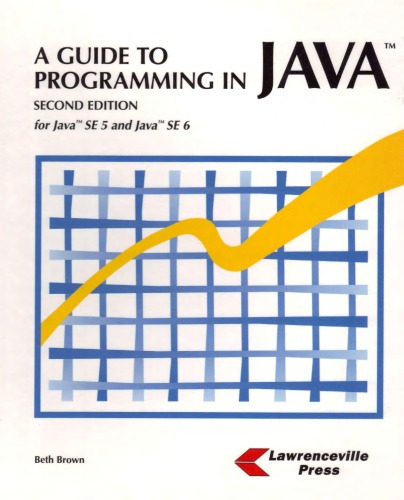 A GUIDE TO
PROGRAMMING IN JAVA™
SECOND EDITION
for Java™ SE 5 and Java™ SE 6
Beth Brown
Lawrenceville
Press